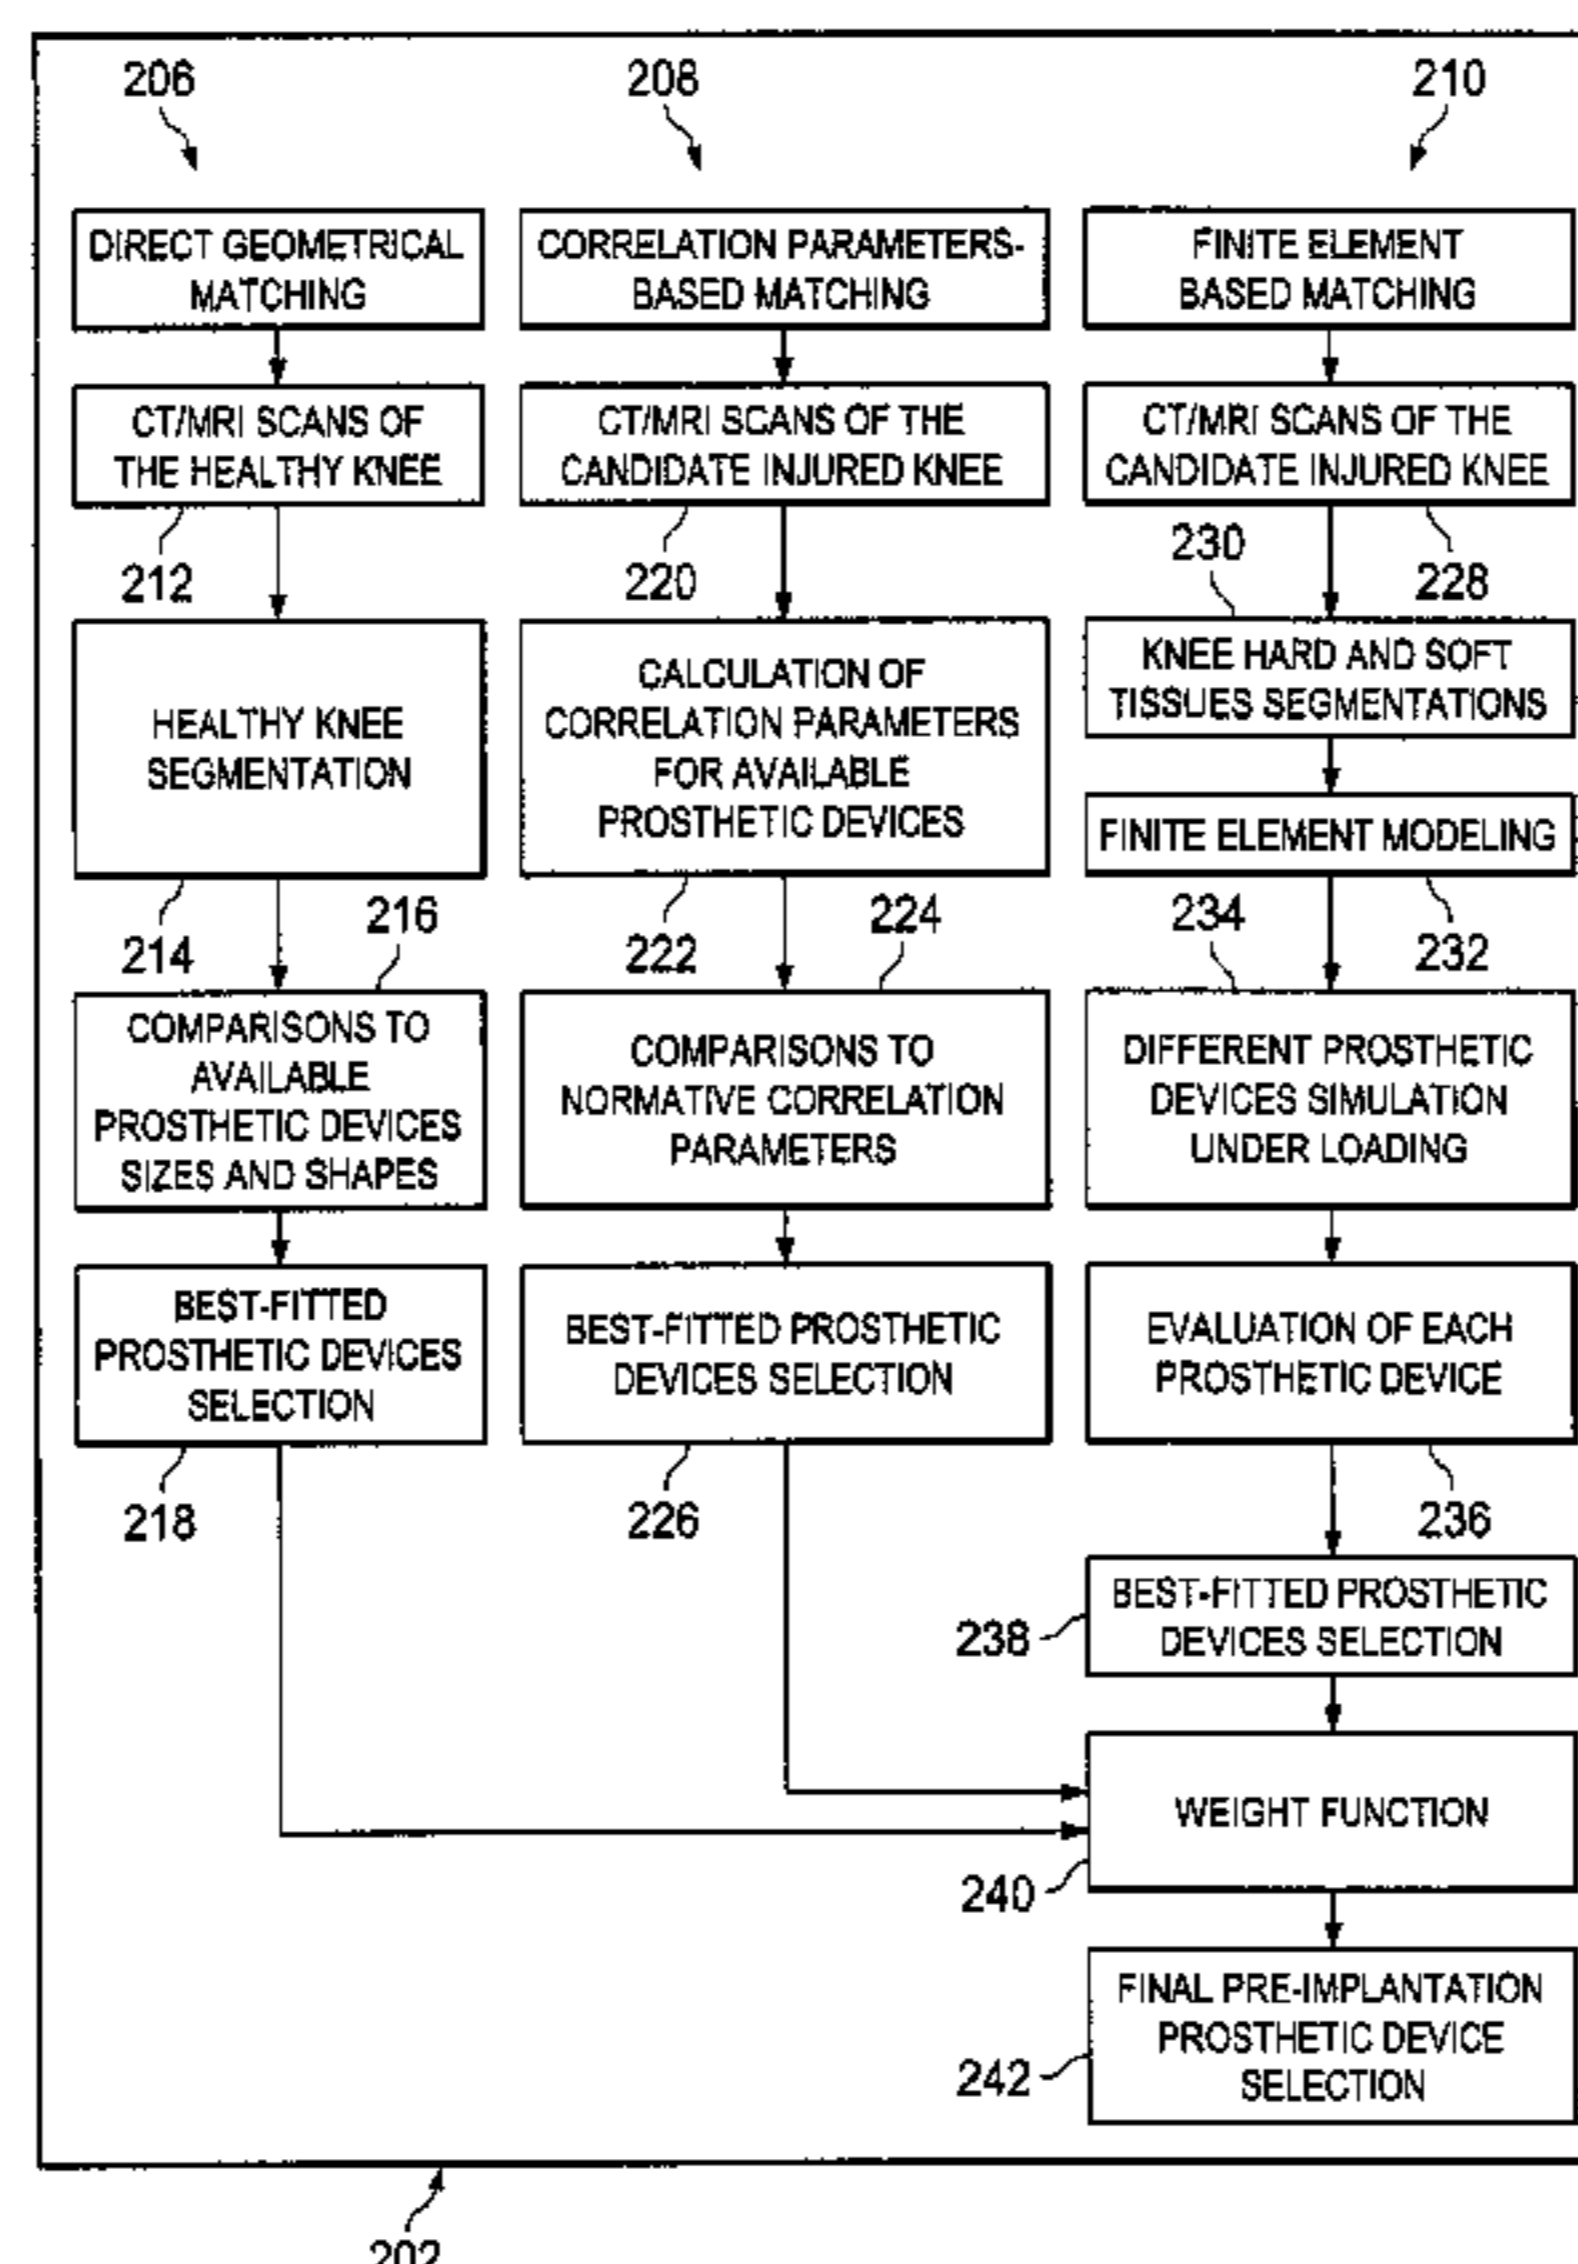 206
208
210
DIRECT GEOMETRICAL
MATCHING
CORRELATION PARAMETERS-
BASED MATCHING
FINITE ELEMENT
BASED MATCHING
CT/MRI SCANS OF
THE HEALTHY KNEE
CT/MRI SCANS OF THE
CANDIDATE INJURED KNEE
CT/MRI SCANS OF THE
CANDIDATE INJURED KNEE
212
220
230
228
HEALTHY KNEE
SEGMENTATION
CALCULATION OF
CORRELATION PARAMETERS
FOR AVAILABLE
PROSTHETIC DEVICES
KNEE HARD AND SOFT
TISSUES SEGMENTATIONS
FINITE ELEMENT MODELING
214
216
222
224
234
232
COMPARISONS TO
AVAILABLE
PROSTHETIC DEVICES
SIZES AND SHAPES
COMPARISONS TO
NORMATIVE CORRELATION
PARAMETERS
DIFFERENT PROSTHETIC
DEVICES SIMULATION
UNDER LOADING
BEST-FITTED
PROSTHETIC DEVICES
SELECTION
BEST-FITTED PROSTHETIC
DEVICES SELECTION
EVALUATION OF EACH
PROSTHETIC DEVICE
218
226
236
BEST-FITTED PROSTHETIC
DEVICES SELECTION
238
WEIGHT FUNCTION
240
FINAL PRE-IMPLANTATION
PROSTHETIC DEVICE
SELECTION
242
202